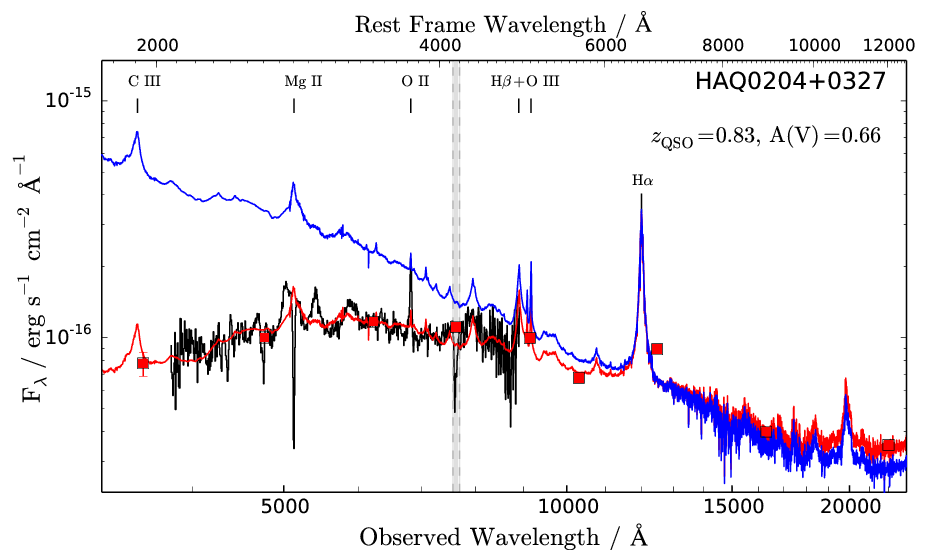 Rest Frame Wavelength / Å
2000 4000 6000 8000 10000 12000
C III Mg II O II Hβ+O III HAQ0204+0327
10⁻¹⁵
z_QSO=0.83, A(V)=0.66
Hα
F_λ / erg s⁻¹ cm⁻² Å⁻¹
10⁻¹⁶
5000 10000 15000 20000
Observed Wavelength / Å